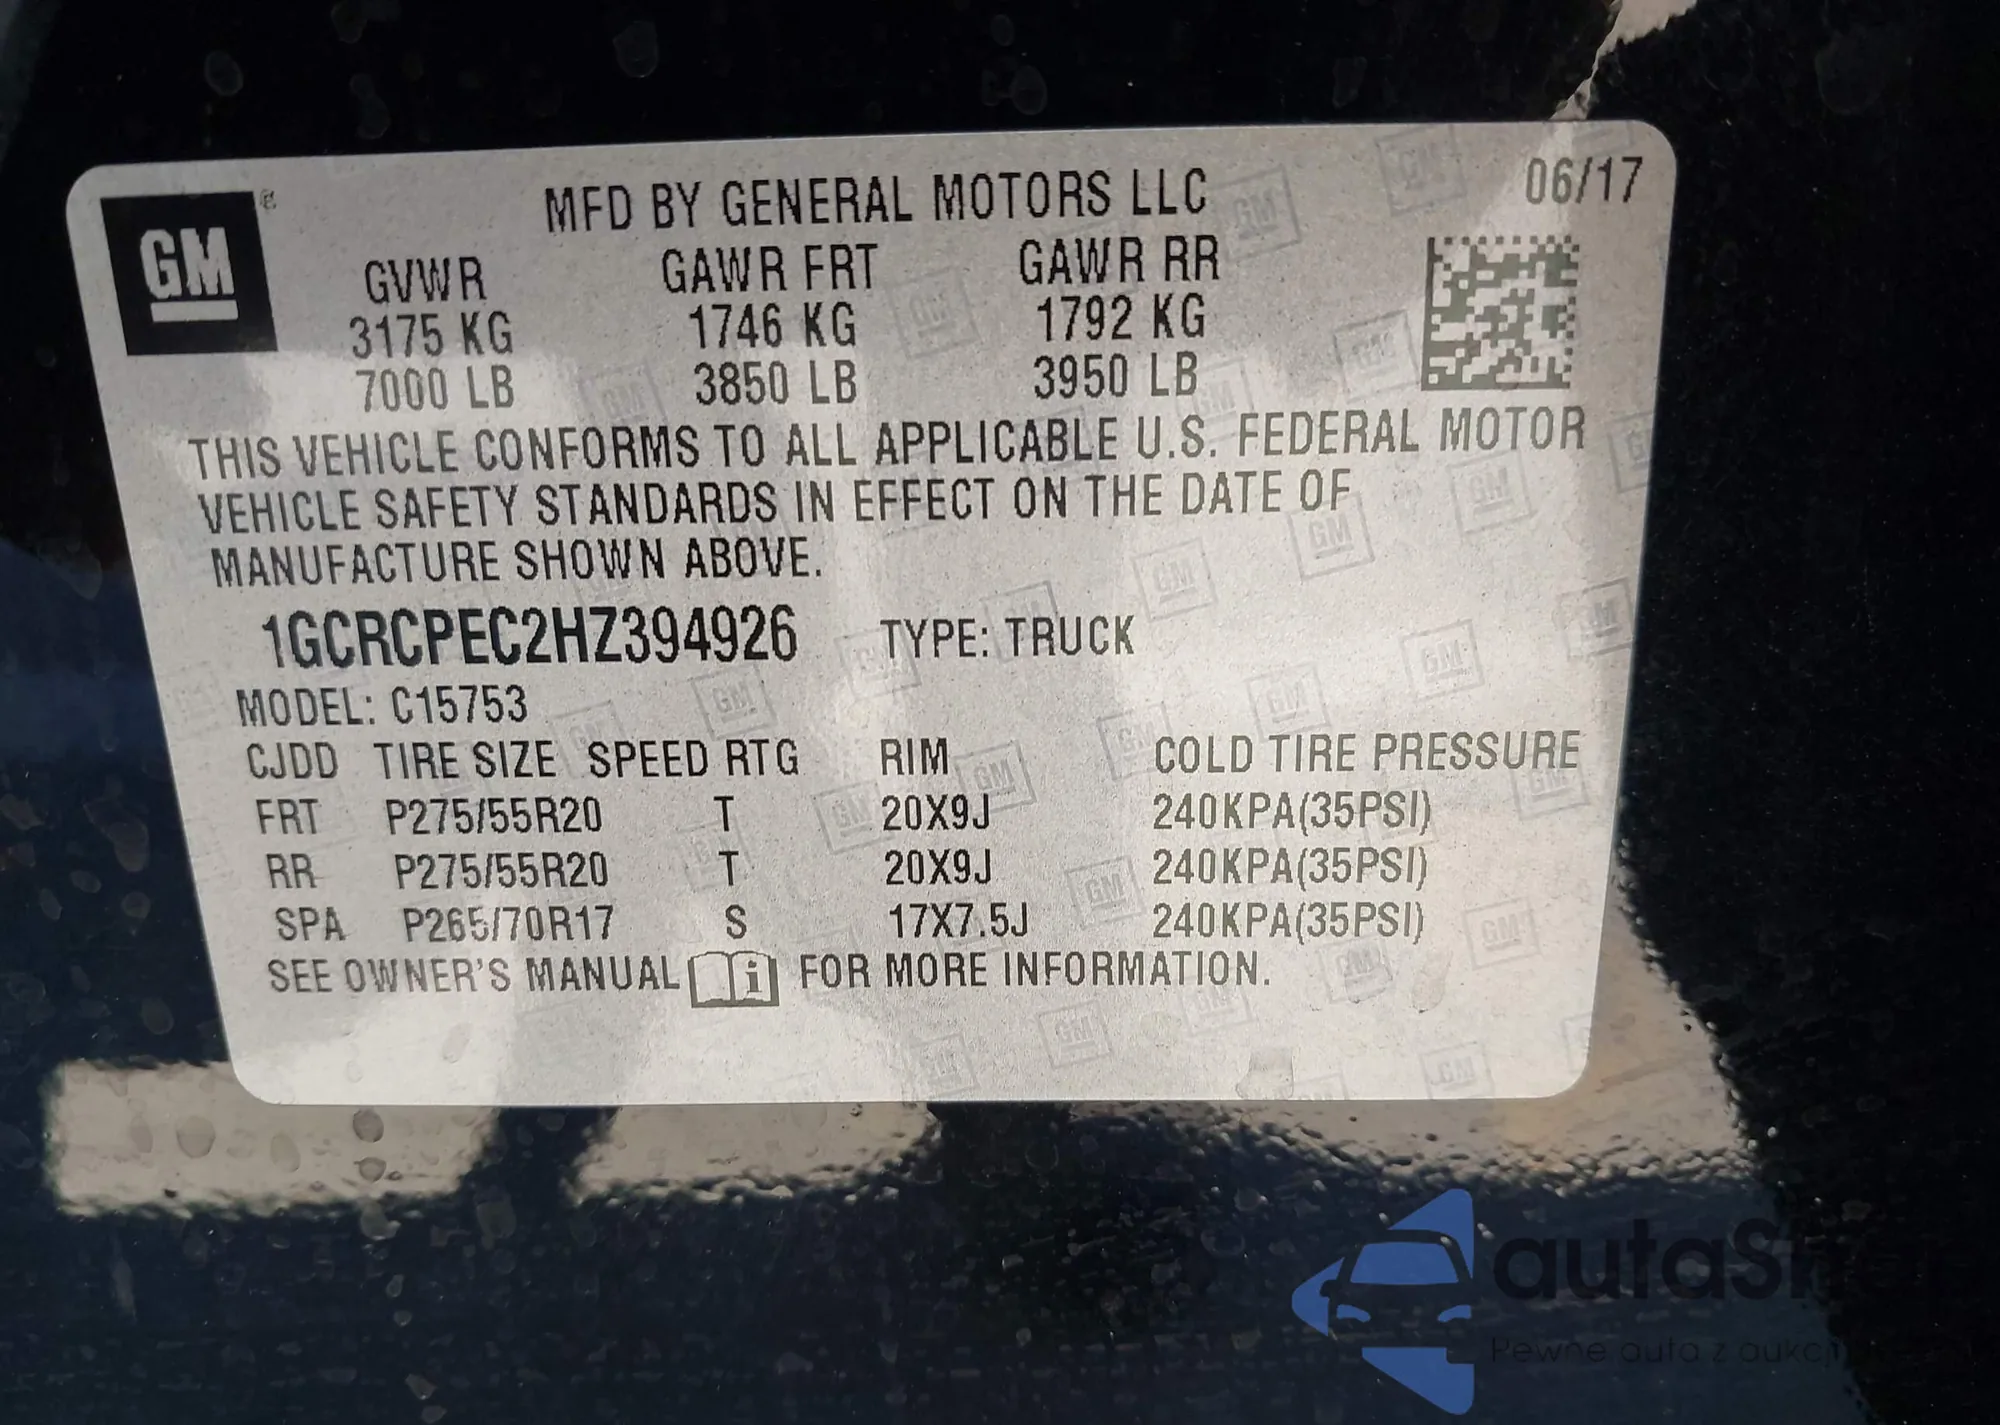 GM
MFD BY GENERAL MOTORS LLC
06/17
GVWR GAWR FRT GAWR RR
3175 KG 1746 KG 1792 KG
7000 LB 3850 LB 3950 LB
THIS VEHICLE CONFORMS TO ALL APPLICABLE U.S. FEDERAL MOTOR
VEHICLE SAFETY STANDARDS IN EFFECT ON THE DATE OF
MANUFACTURE SHOWN ABOVE.
1GCRCPEC2HZ394926 TYPE: TRUCK
MODEL: C15753
CJDD TIRE SIZE SPEED RTG RIM COLD TIRE PRESSURE
FRT P275/55R20 T 20X9J 240KPA(35PSI)
RR P275/55R20 T 20X9J 240KPA(35PSI)
SPA P265/70R17 S 17X7.5J 240KPA(35PSI)
SEE OWNER'S MANUAL i FOR MORE INFORMATION.
Pewne auta z